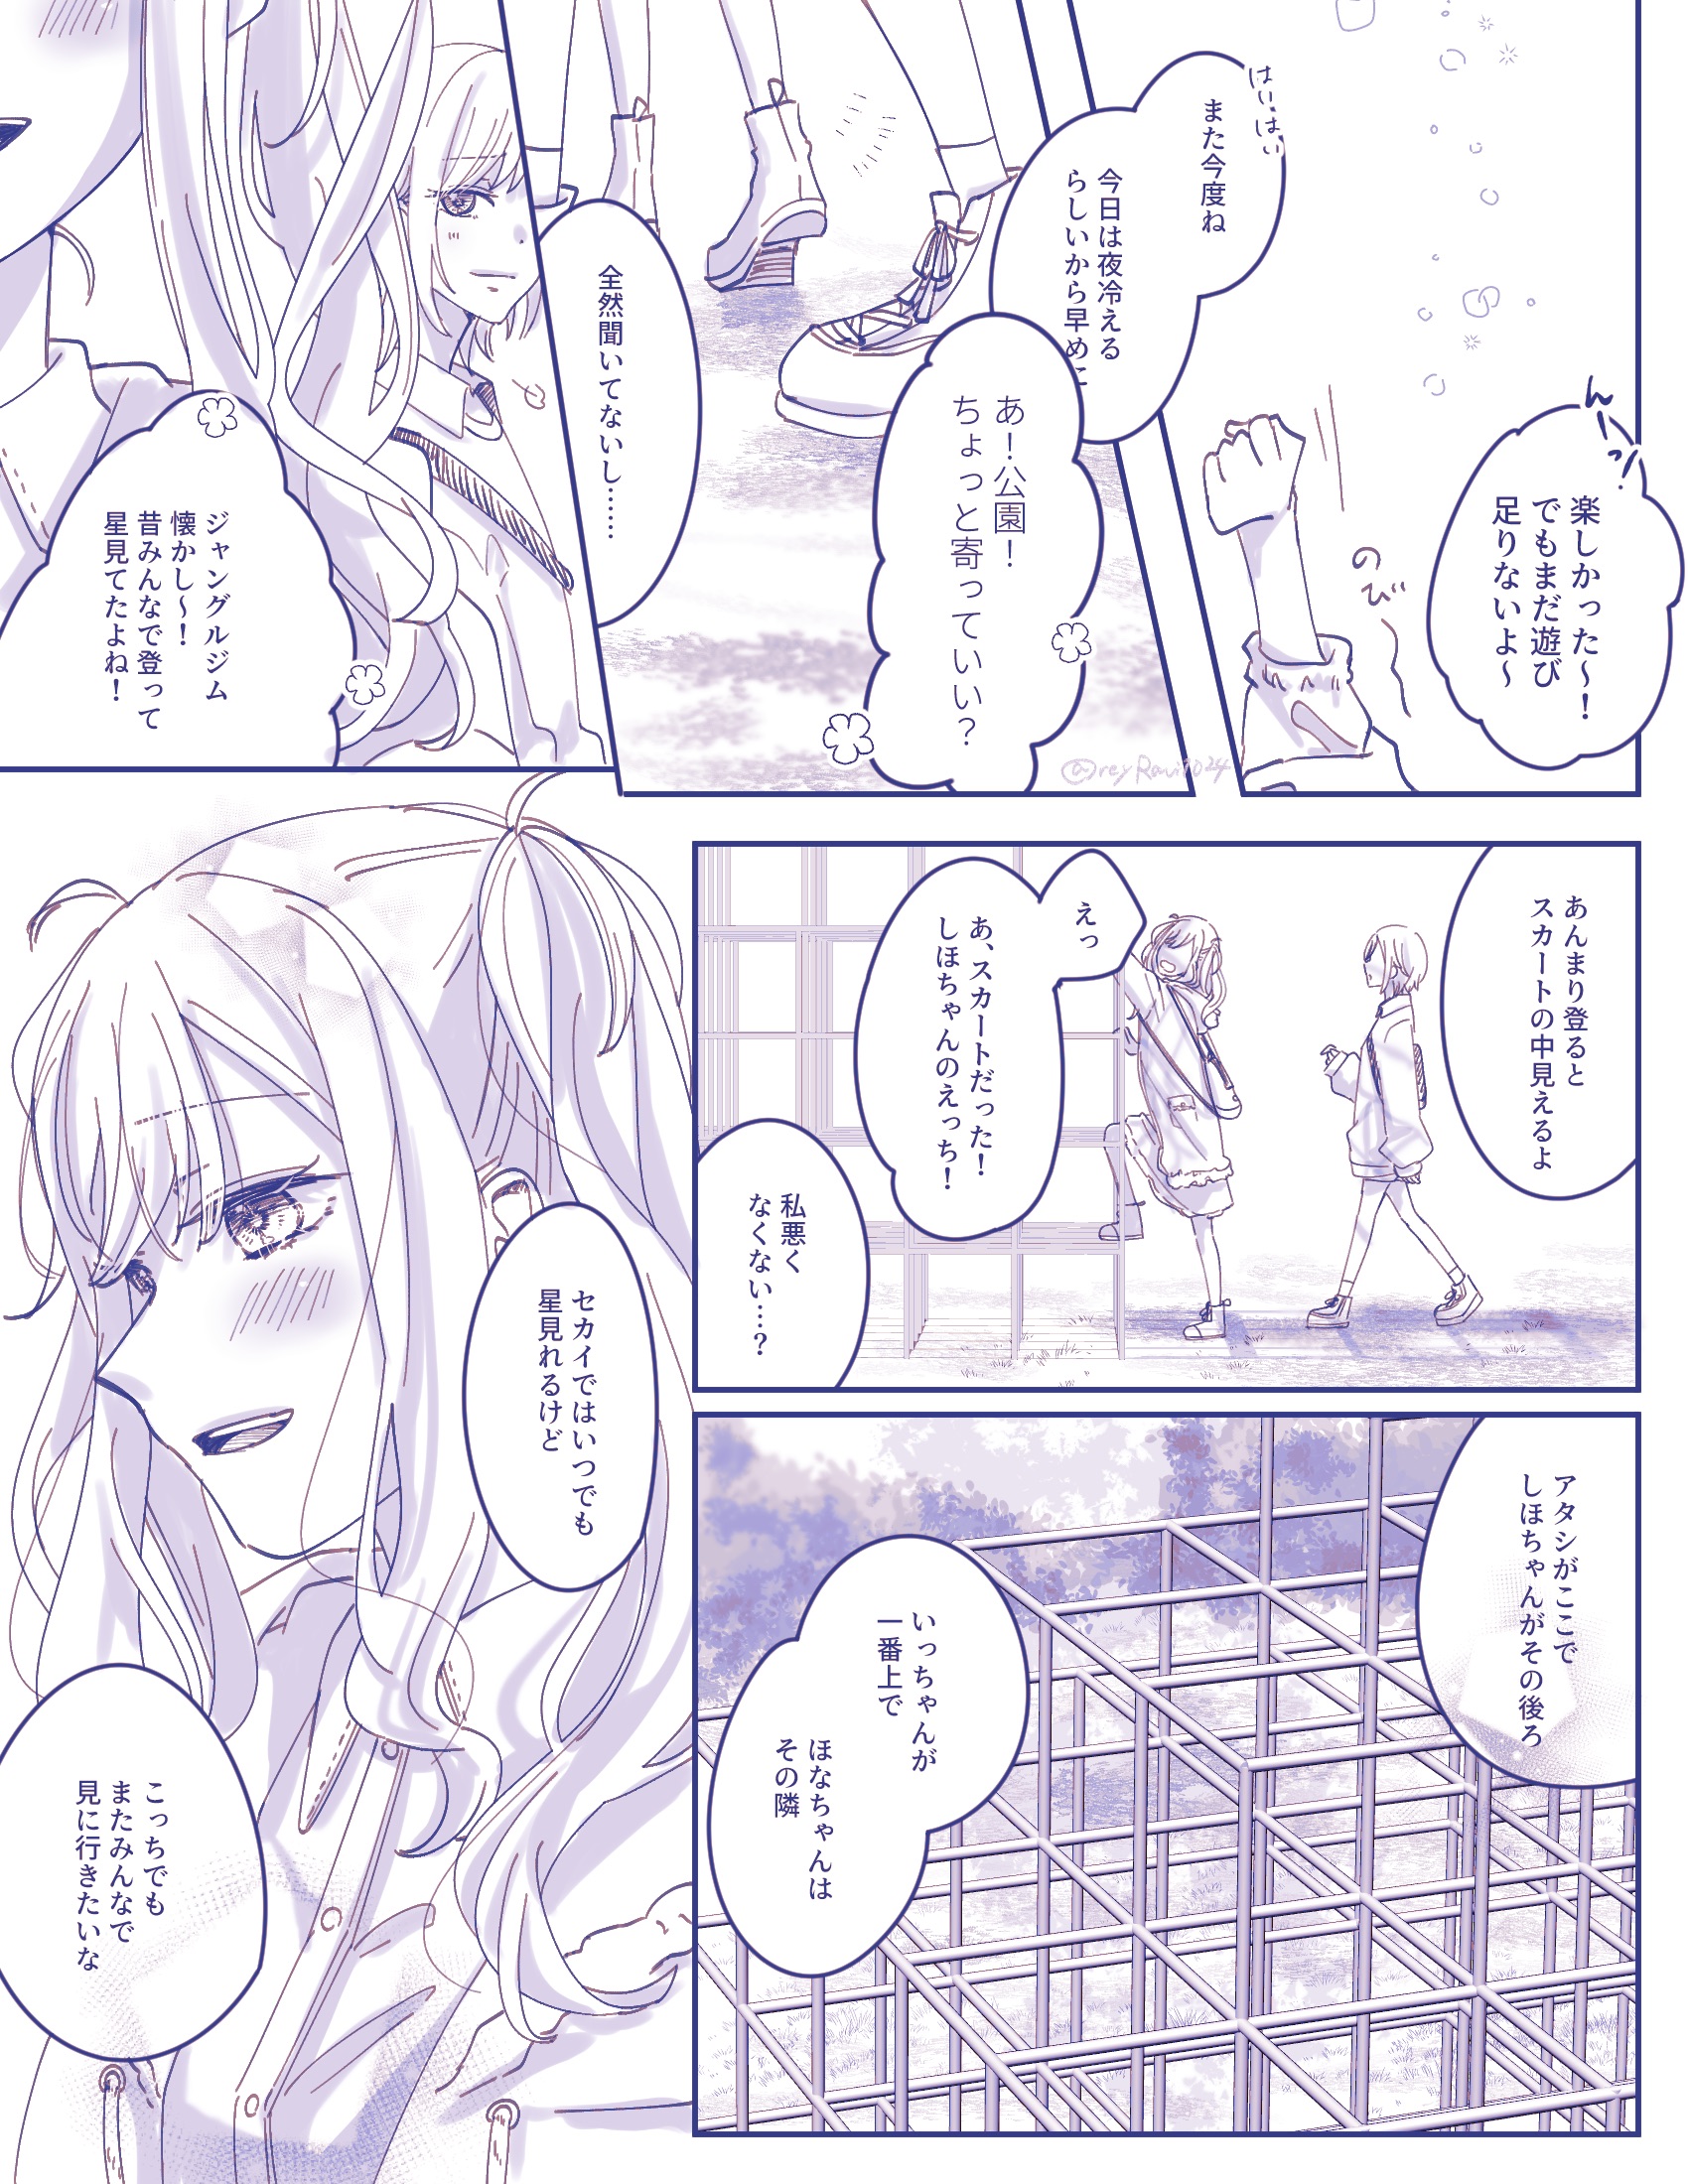 んーっ!
楽しかった〜!
でもまだ遊び
足りないよ〜
のび〜
はいはい
また今度ね
今日は夜冷える
らしいから早めに
あ!公園!
ちょっと寄っていい?
全然聞いてないし……
ジャングルジム
懐かし〜!
昔みんなで登って
星見てたよね!
あんまり登ると
スカートの中見えるよ
えっ
あ、スカートだった!
しほちゃんのえっち!
私悪く
なくない…?
アタシがここで
しほちゃんがその後ろ
いっちゃんが
一番上で
ほなちゃんは
その隣
セカイではいつでも
星見れるけど
こっちでも
またみんなで
見に行きたいな